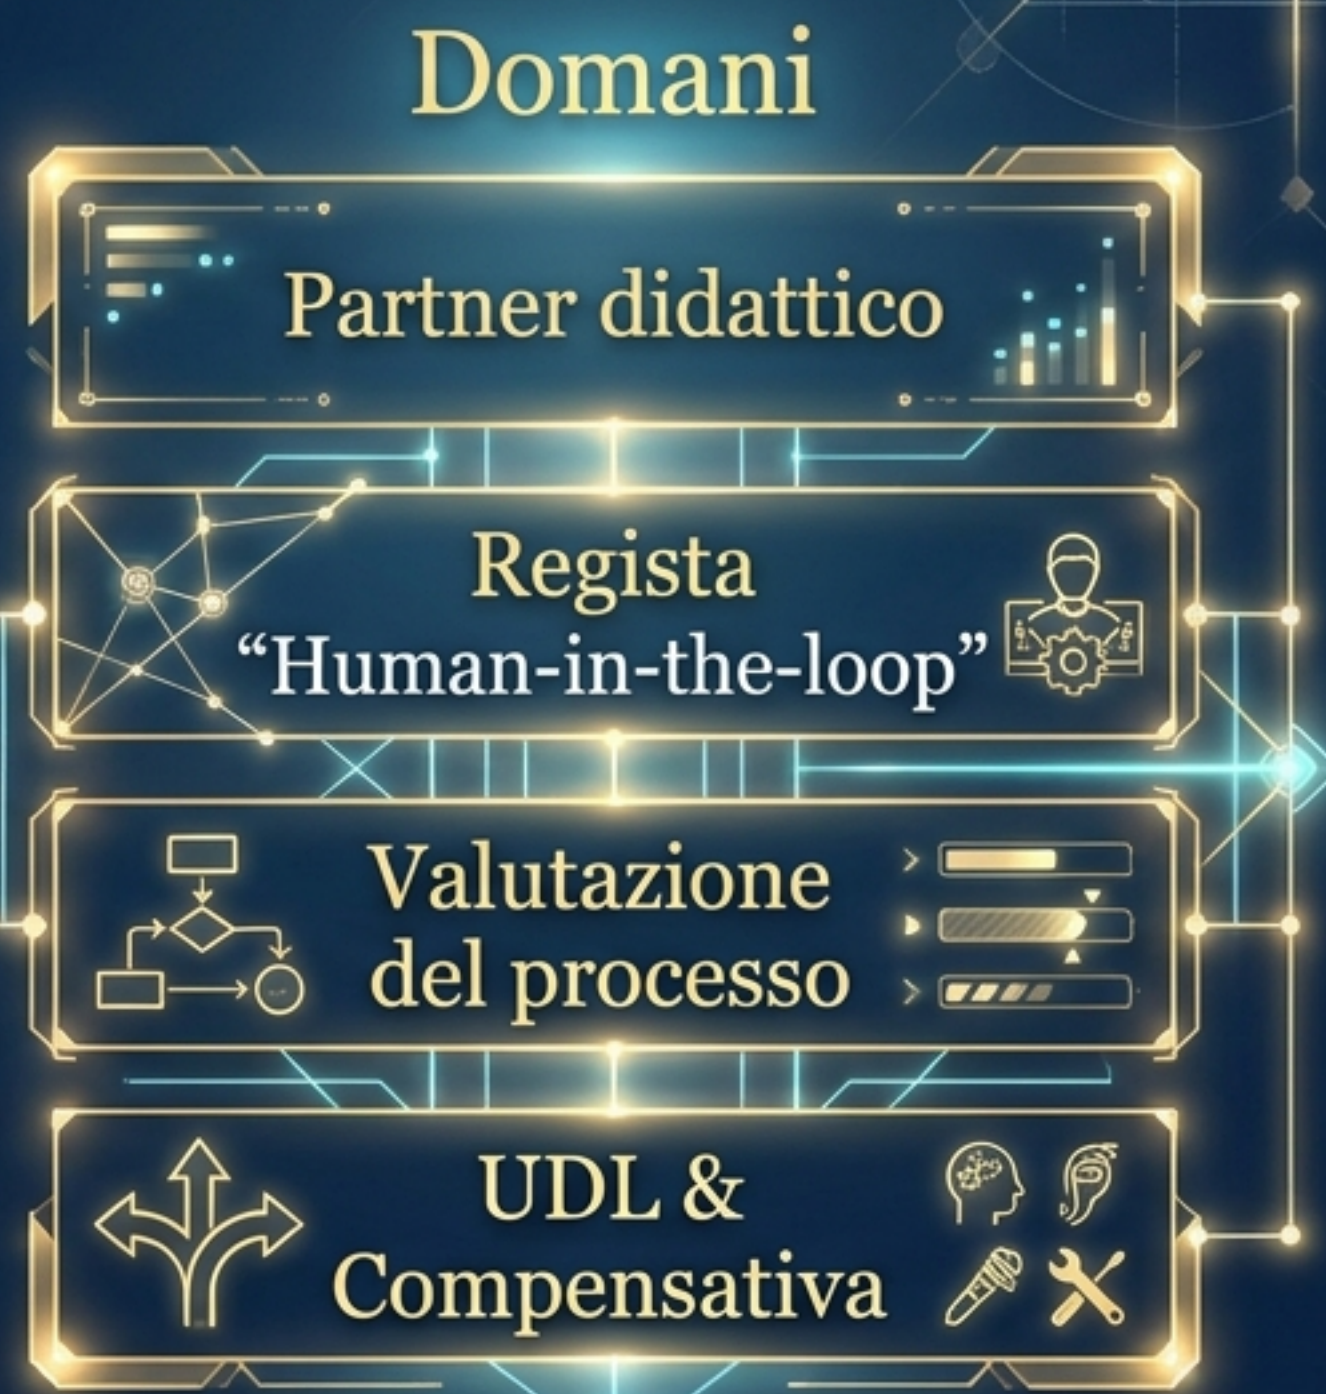 Domani
Partner didattico
Regista
“Human-in-the-loop”
Valutazione
del processo
UDL &
Compensativa